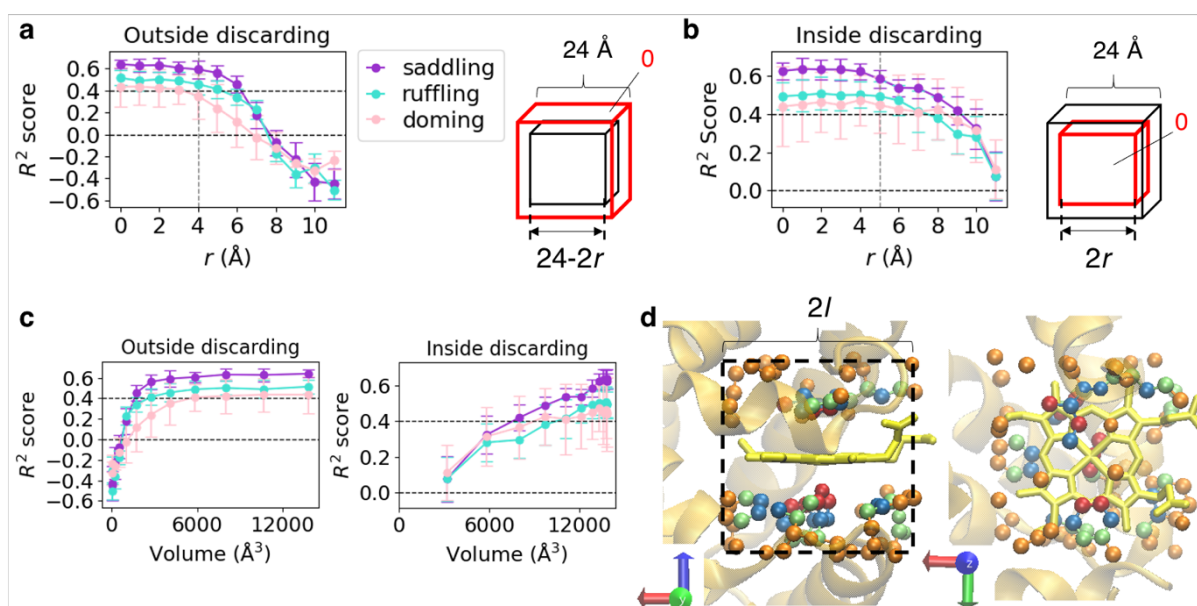 a
Outside discarding
R² score
0.6
0.4
0.2
0.0
−0.2
−0.4
−0.6
0 2 4 6 8 10
r (Å)
saddling
ruffling
doming
24 Å
0
24-2r
b
Inside discarding
R² Score
0.6
0.4
0.2
0.0
0 2 4 6 8 10
r (Å)
24 Å
0
2r
c
Outside discarding
R² score
0.6
0.4
0.2
0.0
−0.2
−0.4
−0.6
0 6000 12000
Volume (Å³)
Inside discarding
R² score
0.6
0.4
0.2
0.0
0 6000 12000
Volume (Å³)
d
2l
y
z